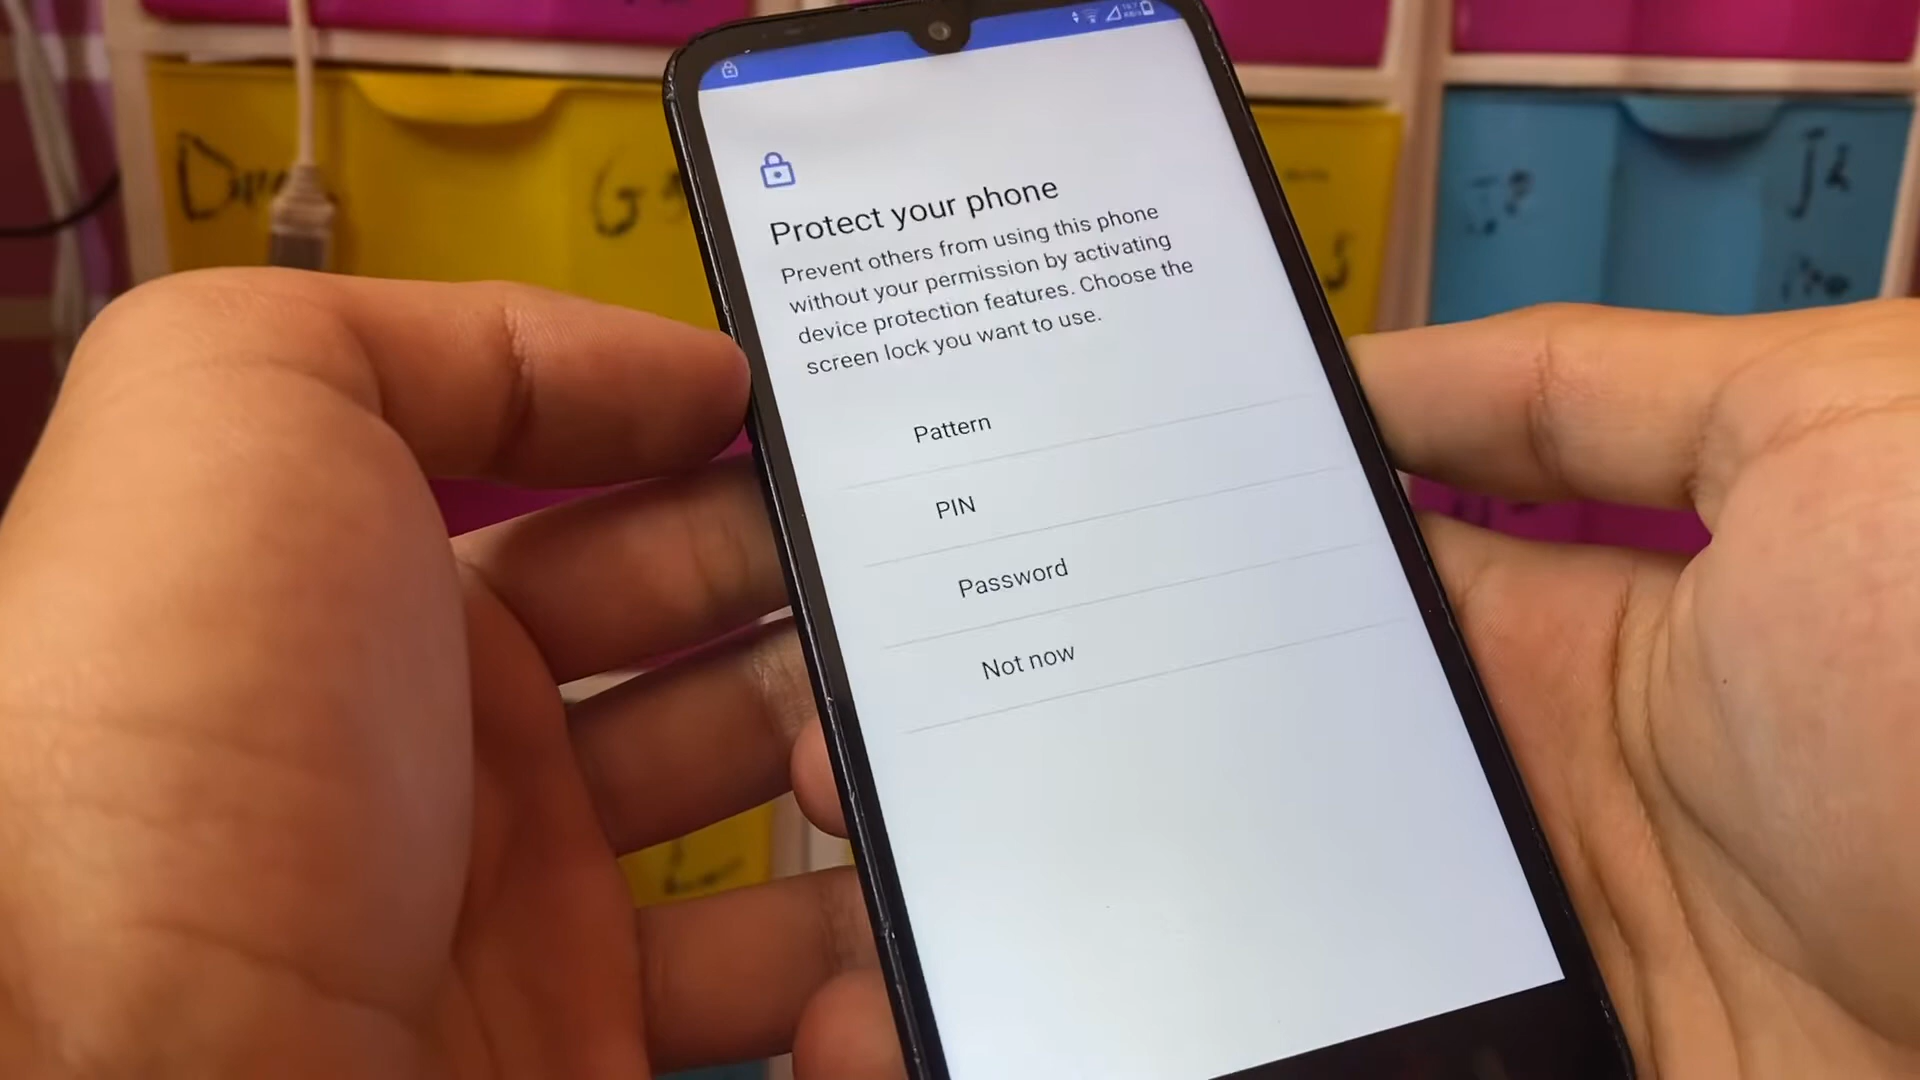 Protect your phone
Prevent others from using this phone
without your permission by activating
device protection features. Choose the
screen lock you want to use.
Pattern
PIN
Password
Not now
J2